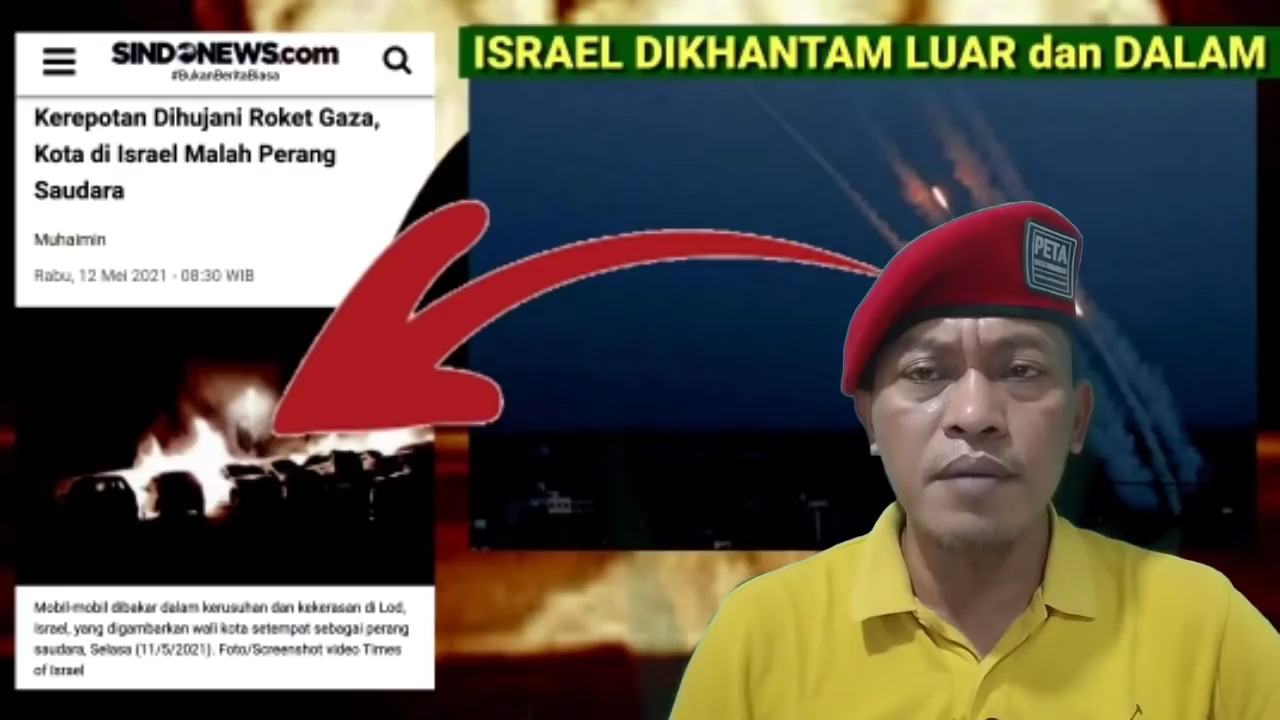 SINDONEWS.com
#BukanBeritaBiasa
Kerepotan Dihujani Roket Gaza,
Kota di Israel Malah Perang
Saudara
Muhaimin
Rabu, 12 Mei 2021 - 08:30 WIB
Mobil-mobil dibakar dalam kerusuhan dan kekerasan di Lod,
Israel, yang digambarkan wali kota setempat sebagai perang
saudara, Selasa (11/5/2021). Foto/Screenshot video Times
of Israel
ISRAEL DIKHANTAM LUAR dan DALAM
PETA